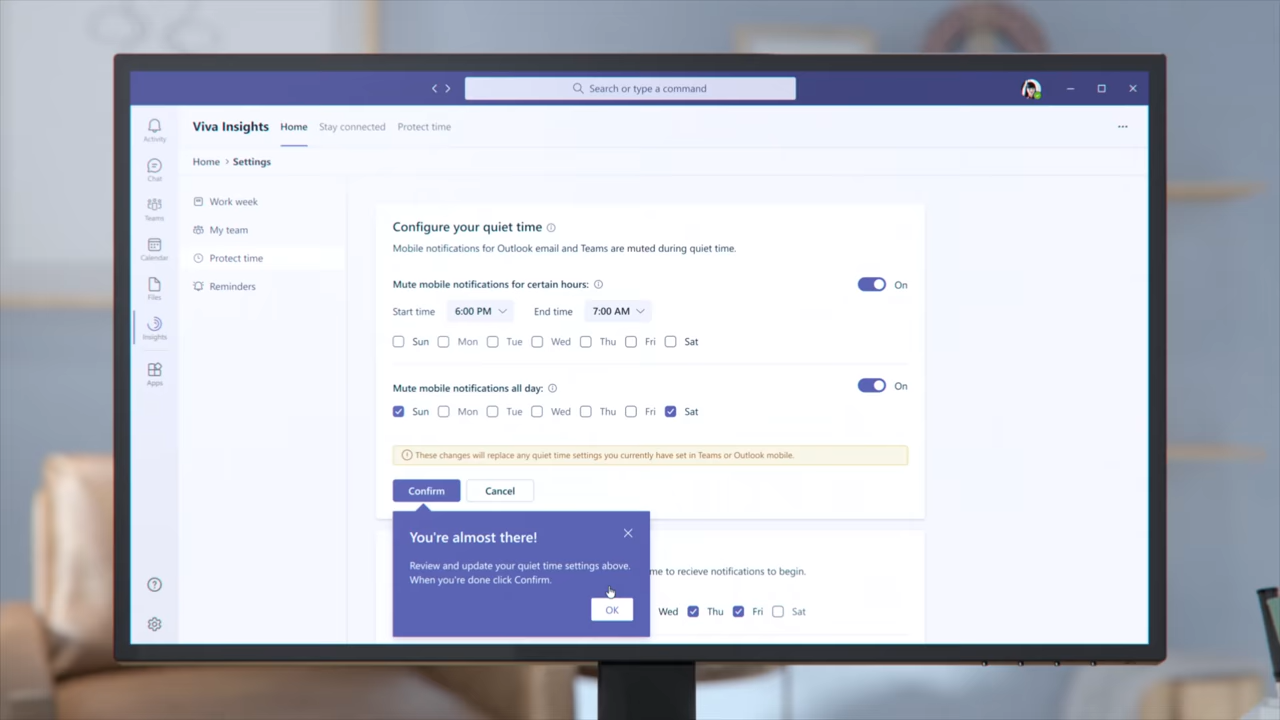 Search or type a command
Activity
Chat
Teams
Calendar
Files
Insights
Apps
Viva Insights Home Stay connected Protect time
Home > Settings
Work week
My team
Protect time
Reminders
Configure your quiet time
Mobile notifications for Outlook email and Teams are muted during quiet time.
Mute mobile notifications for certain hours: On
Start time 6:00 PM End time 7:00 AM
Sun Mon Tue Wed Thu Fri Sat
Mute mobile notifications all day: On
Sun Mon Tue Wed Thu Fri Sat
These changes will replace any quiet time settings you currently have set in Teams or Outlook mobile.
Confirm Cancel
You're almost there!
Review and update your quiet time settings above.
When you're done click Confirm.
OK
me to recieve notifications to begin.
Wed Thu Fri Sat